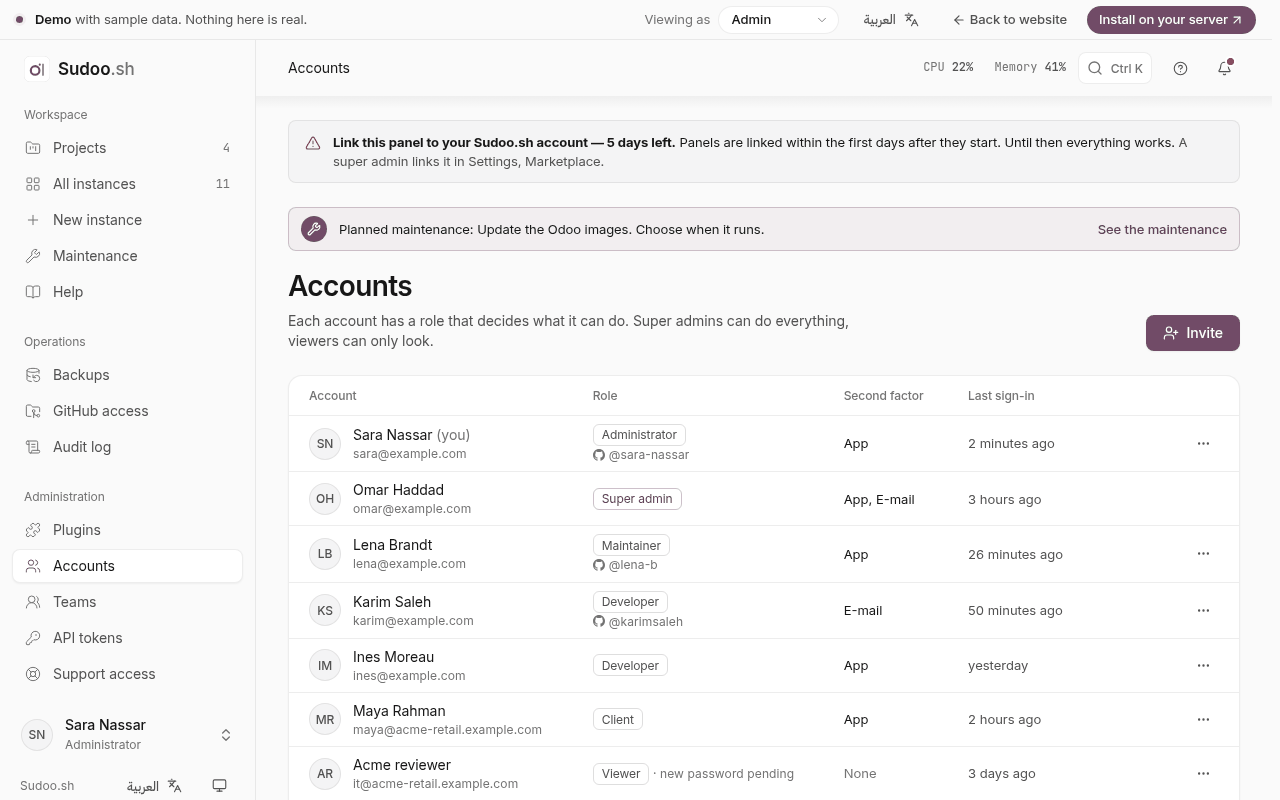 Demo with sample data. Nothing here is real.
Viewing as Admin العربية Back to website Install on your server
Sudoo.sh
Workspace
Projects 4
All instances 11
New instance
Maintenance
Help
Operations
Backups
GitHub access
Audit log
Administration
Plugins
Accounts
Teams
API tokens
Support access
SN Sara Nassar
Administrator
Sudoo.sh العربية
Accounts
CPU 22% Memory 41% Ctrl K
Link this panel to your Sudoo.sh account — 5 days left. Panels are linked within the first days after they start. Until then everything works. A
super admin links it in Settings, Marketplace.
Planned maintenance: Update the Odoo images. Choose when it runs. See the maintenance
Accounts
Each account has a role that decides what it can do. Super admins can do everything,
viewers can only look.
Invite
Account Role Second factor Last sign-in
SN Sara Nassar (you) Administrator App 2 minutes ago
sara@example.com @sara-nassar
OH Omar Haddad Super admin App, E-mail 3 hours ago
omar@example.com
LB Lena Brandt Maintainer App 26 minutes ago
lena@example.com @lena-b
KS Karim Saleh Developer E-mail 50 minutes ago
karim@example.com @karimsaleh
IM Ines Moreau Developer App yesterday
ines@example.com
MR Maya Rahman Client App 2 hours ago
maya@acme-retail.example.com
AR Acme reviewer Viewer · new password pending None 3 days ago
it@acme-retail.example.com